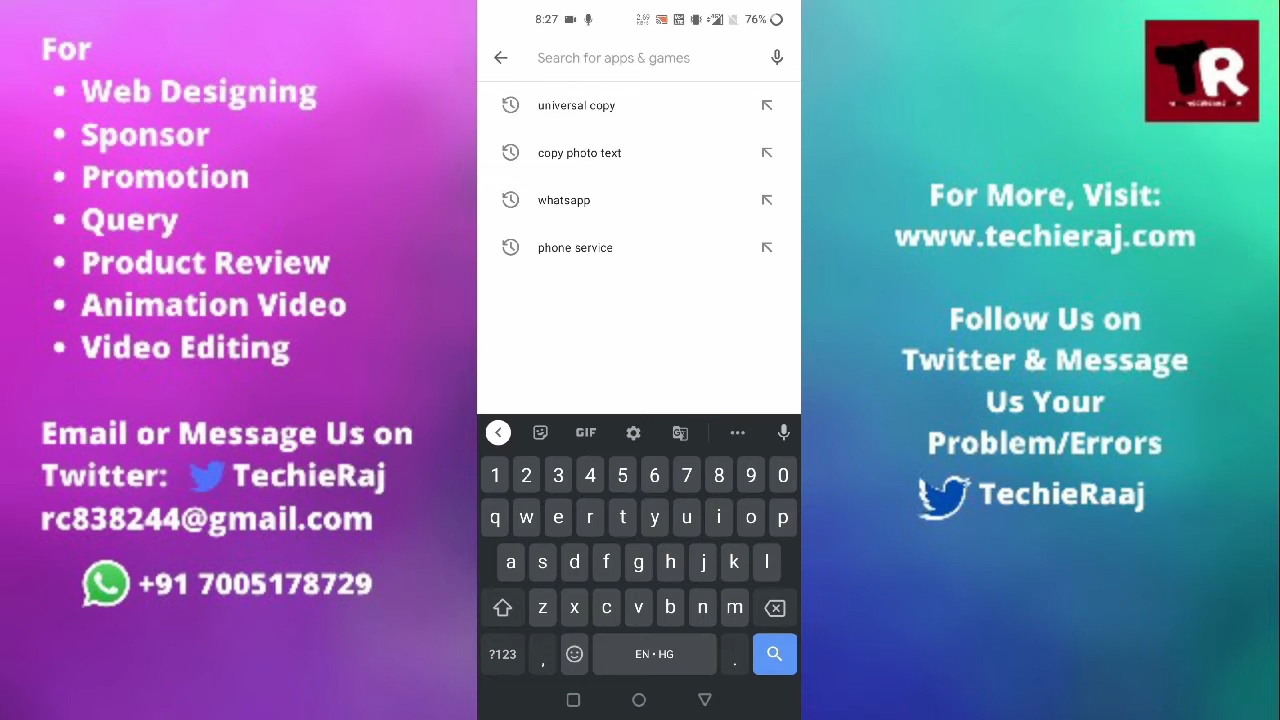 For
• Web Designing
• Sponsor
• Promotion
• Query
• Product Review
• Animation Video
• Video Editing
Email or Message Us on
Twitter: TechieRaj
rc838244@gmail.com
+91 7005178729
8:27
76%
Search for apps & games
universal copy
copy photo text
whatsapp
phone service
GIF
1 2 3 4 5 6 7 8 9 0
q w e r t y u i o p
a s d f g h j k l
z x c v b n m
?123 , EN • HG .
TR
For More, Visit:
www.techieraj.com
Follow Us on
Twitter & Message
Us Your
Problem/Errors
TechieRaaj